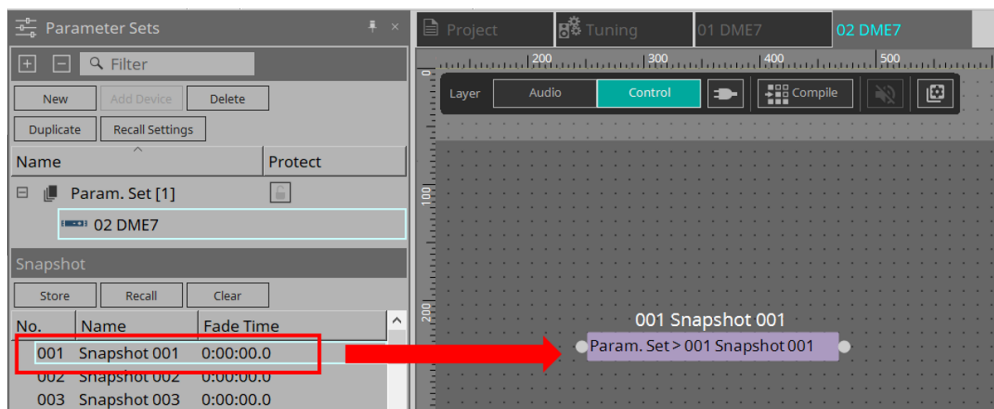 Parameter Sets
Filter
New Add Device Delete
Duplicate Recall Settings
Name Protect
Param. Set [1]
02 DME7
Snapshot
Store Recall Clear
No. Name Fade Time
001 Snapshot 001 0:00:00.0
002 Snapshot 002 0:00:00.0
003 Snapshot 003 0:00:00.0
Project Tuning 01 DME7 02 DME7
200 300 400 500
Layer Audio Control Compile
0
100
200
001 Snapshot 001
Param. Set > 001 Snapshot 001